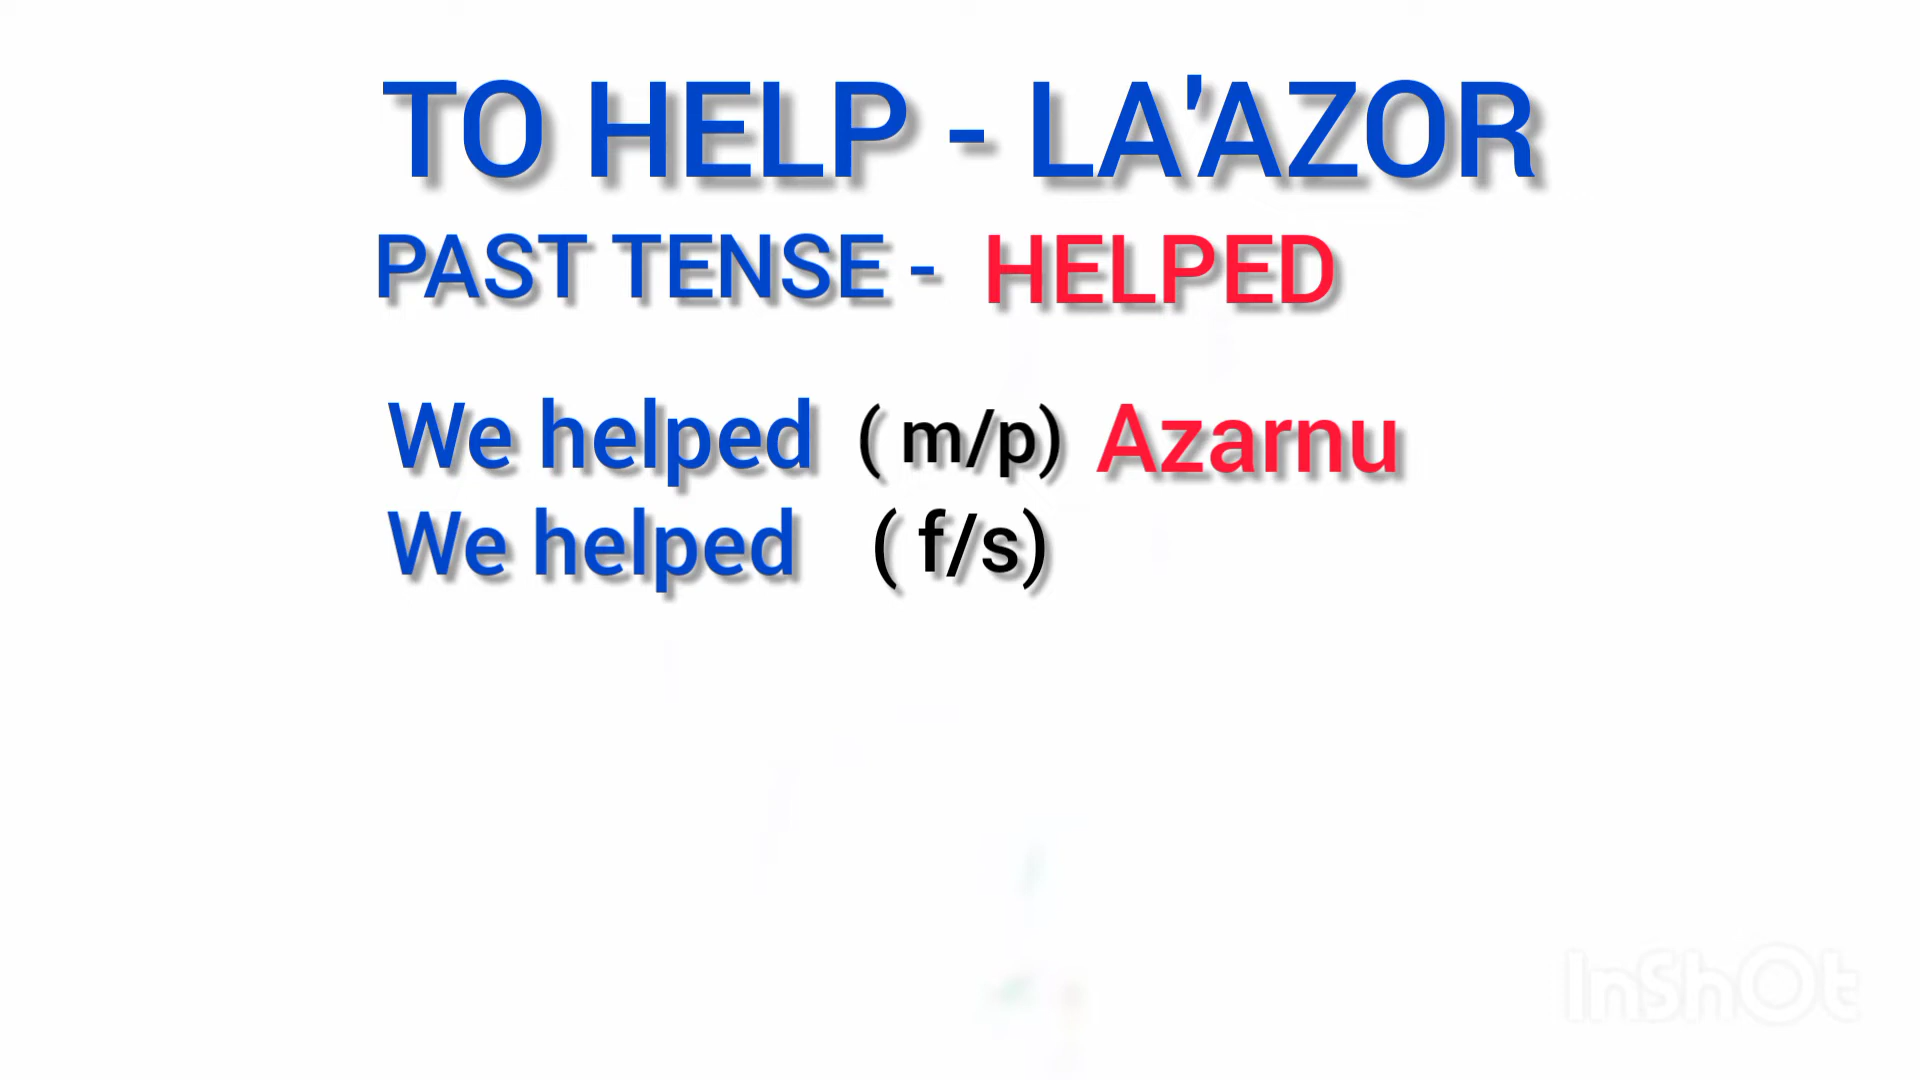 TO HELP - LA'AZOR
PAST TENSE - HELPED
We helped ( m/p) Azarnu
We helped ( f/s)
InShOt